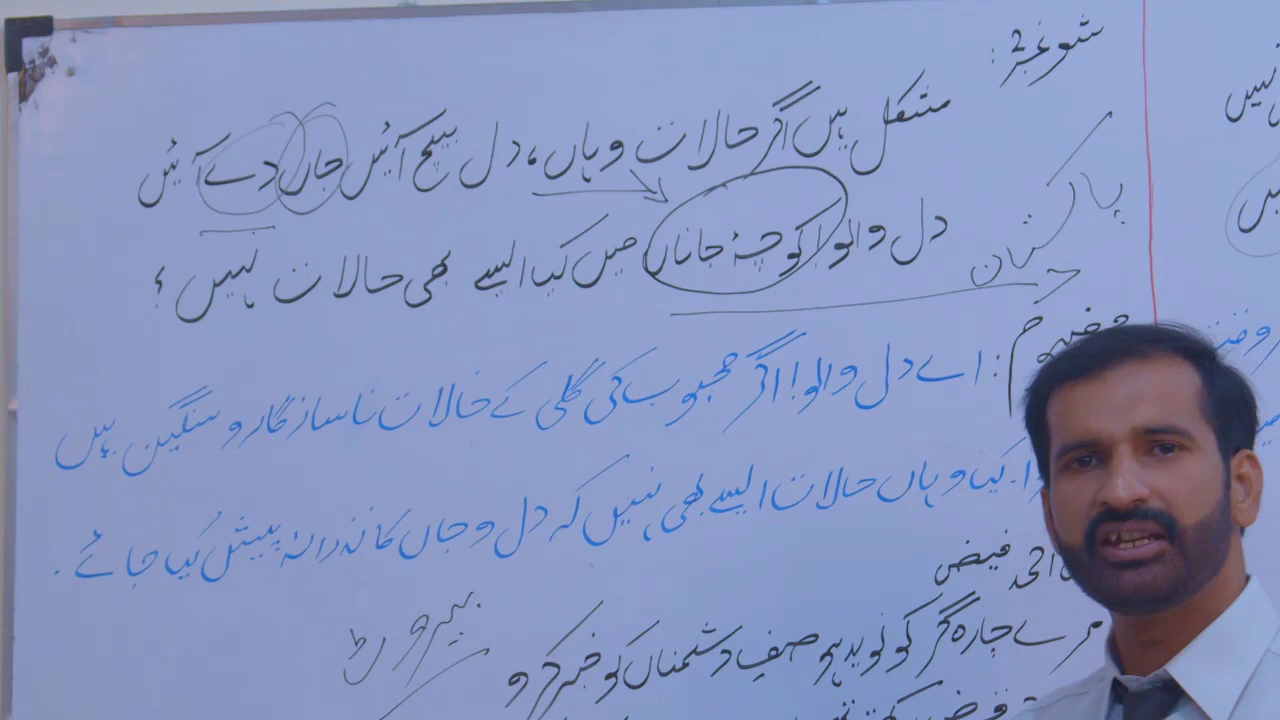 شعر نمبر 2:
مشکل ہیں اگر حالات وہاں، دل بیچ آئیں جاں دے آئیں
دل والو! کوچۂ جاناں میں کیا ایسے بھی حالات نہیں؟
پاکستان
مفہوم: اے دل والو! اگر محبوب کی گلی کے حالات ناسازگار و سنگین ہیں
کیا وہاں حالات ایسے بھی نہیں کہ دل و جاں کا نذرانہ پیش کیا جائے۔
احمد فیض
مرے چارہ گر کو نوید ہو صفِ دشمناں کو خبر کرو
بیروت
نہیں